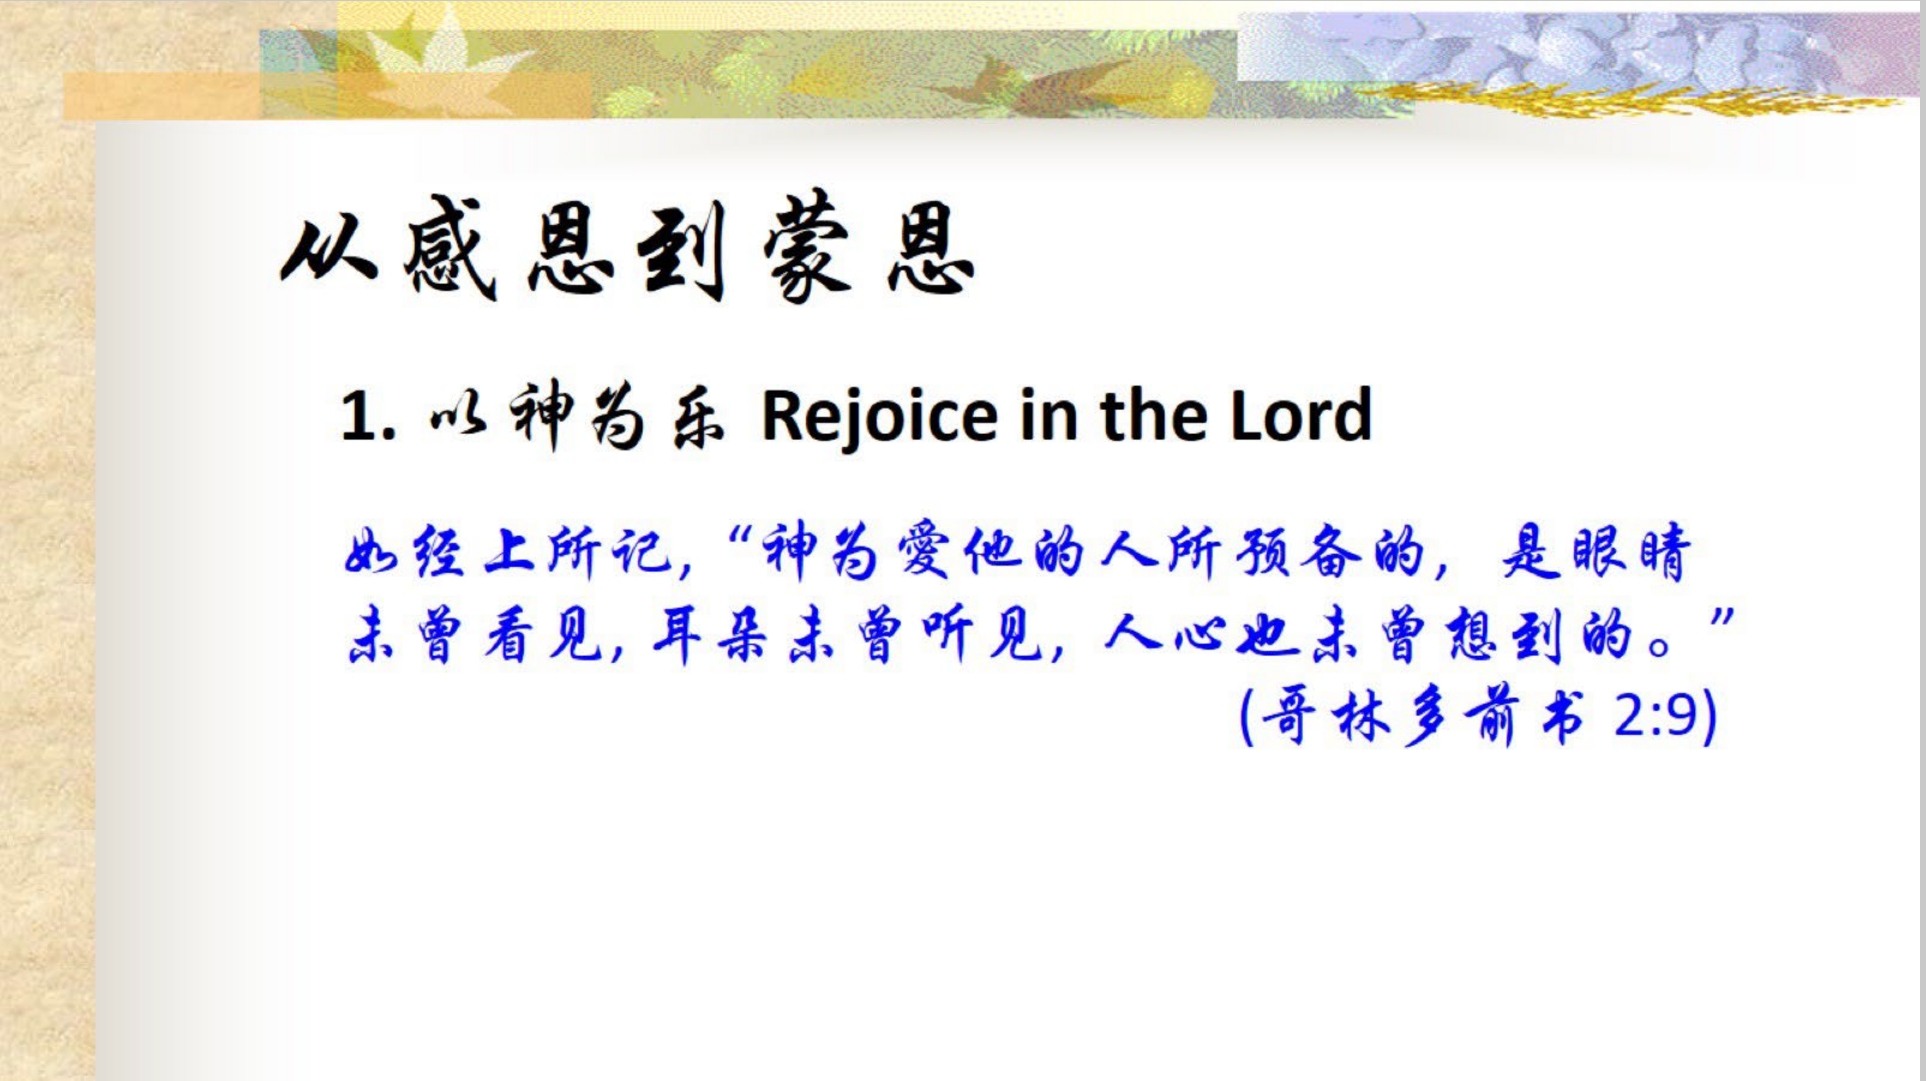 从感恩到蒙恩
1. 以神为乐 Rejoice in the Lord
如经上所记, “神为愛他的人所预备的, 是眼睛
未曾看见, 耳朵未曾听见, 人心也未曾想到的。”
(哥林多前书 2:9)